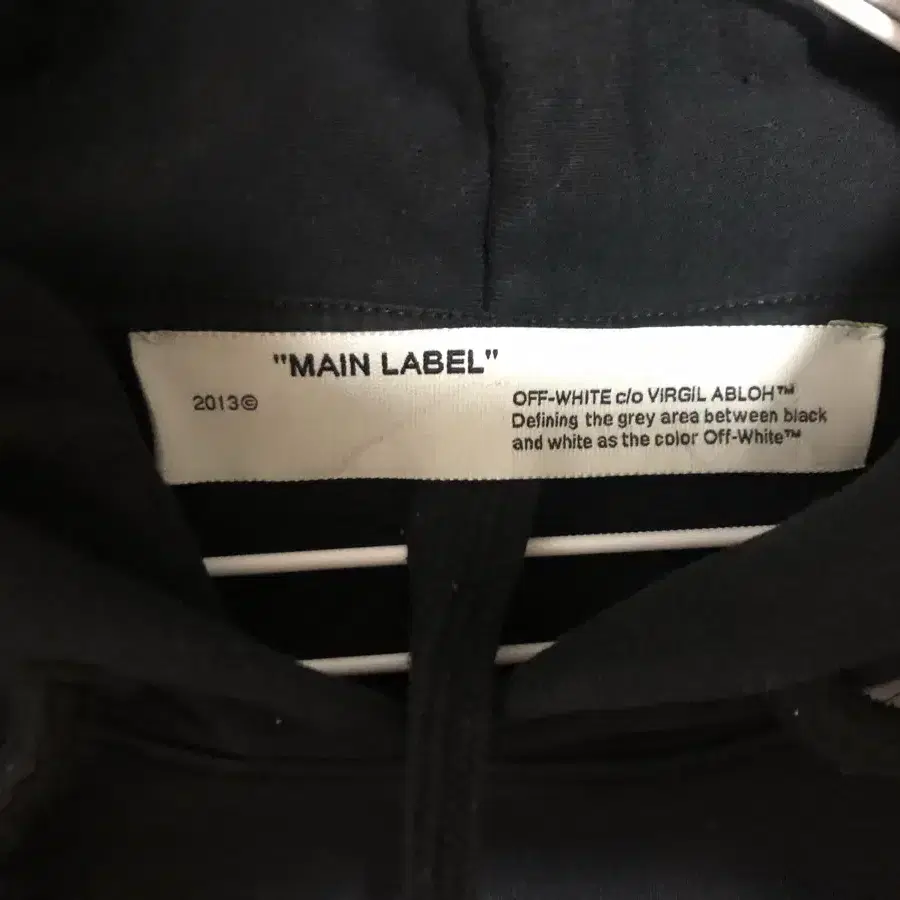 "MAIN LABEL"
2013©
OFF-WHITE c/o VIRGIL ABLOH™
Defining the grey area between black
and white as the color Off-White™